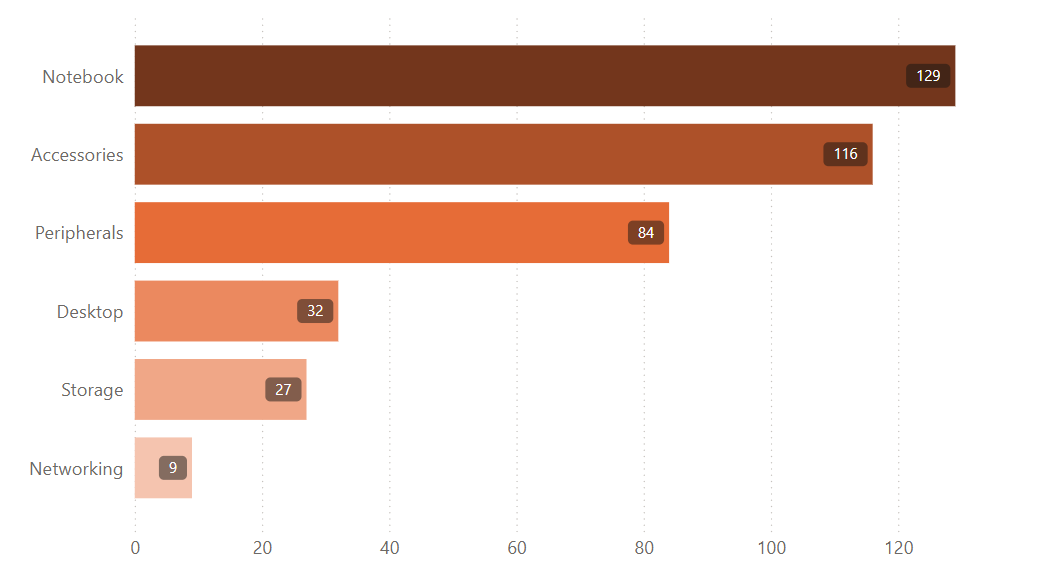 Notebook 129
Accessories 116
Peripherals 84
Desktop 32
Storage 27
Networking 9
0 20 40 60 80 100 120